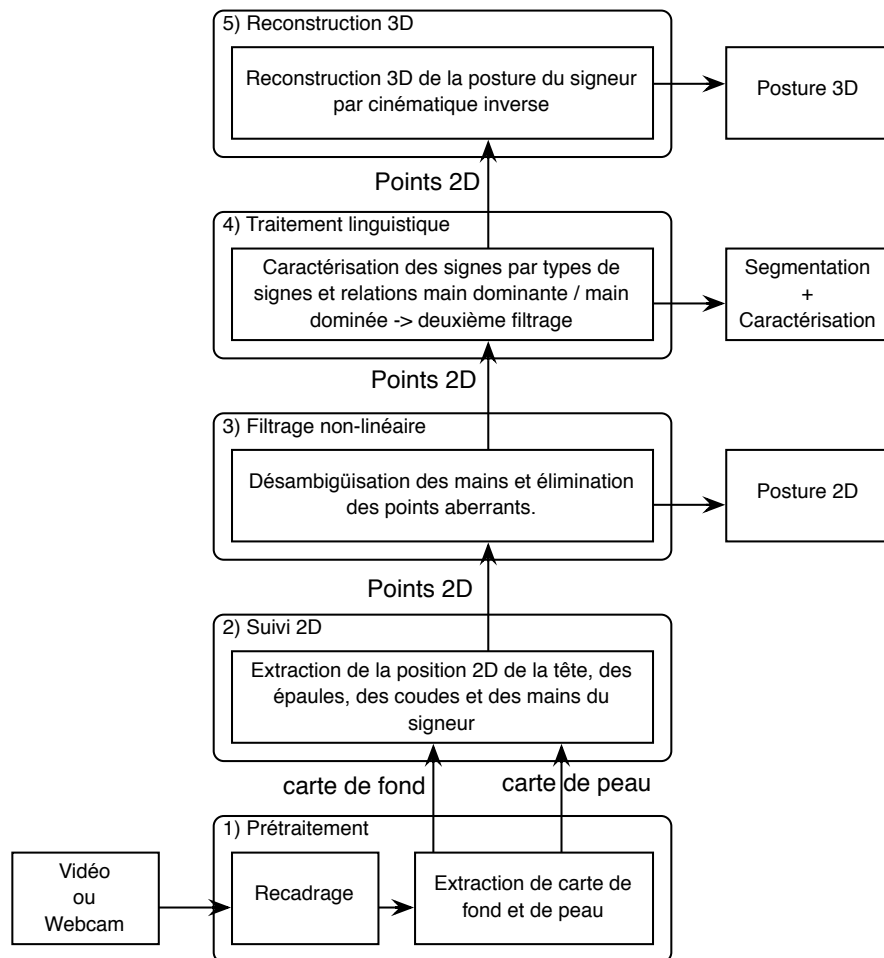 5) Reconstruction 3D
Reconstruction 3D de la posture du signeur
par cinématique inverse
Posture 3D
Points 2D
4) Traitement linguistique
Caractérisation des signes par types de
signes et relations main dominante / main
dominée -> deuxième filtrage
Segmentation
+
Caractérisation
Points 2D
3) Filtrage non-linéaire
Désambigüisation des mains et élimination
des points aberrants.
Posture 2D
Points 2D
2) Suivi 2D
Extraction de la position 2D de la tête, des
épaules, des coudes et des mains du
signeur
carte de fond
carte de peau
1) Prétraitement
Vidéo
ou
Webcam
Recadrage
Extraction de carte de
fond et de peau